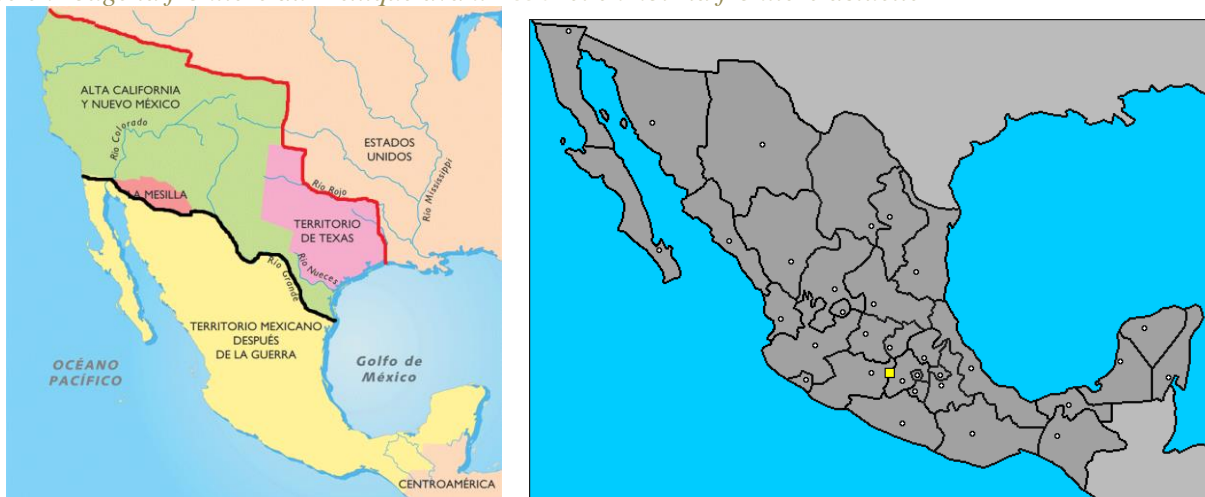 ALTA CALIFORNIA
Y NUEVO MÉXICO
Río Colorado
ESTADOS
UNIDOS
Río Mississippi
Río Rojo
LA MESILLA
TERRITORIO
DE TEXAS
Río Nueces
Río Grande
TERRITORIO MEXICANO
DESPUÉS
DE LA GUERRA
OCÉANO
PACÍFICO
Golfo de
México
CENTROAMÉRICA